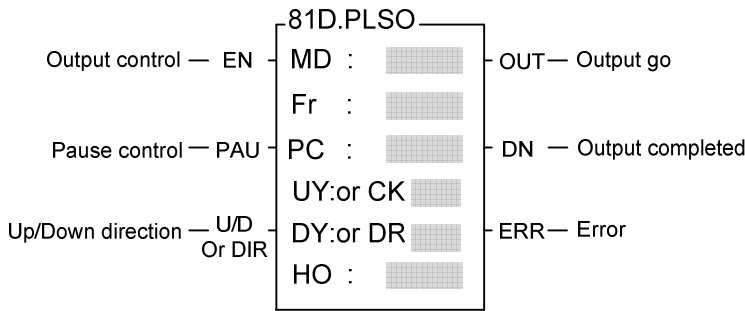 81D.PLSO
Output control EN MD : OUT Output go
Fr :
Pause control PAU PC : DN Output completed
UY:or CK
Up/Down direction U/D Or DIR DY:or DR ERR Error
HO :